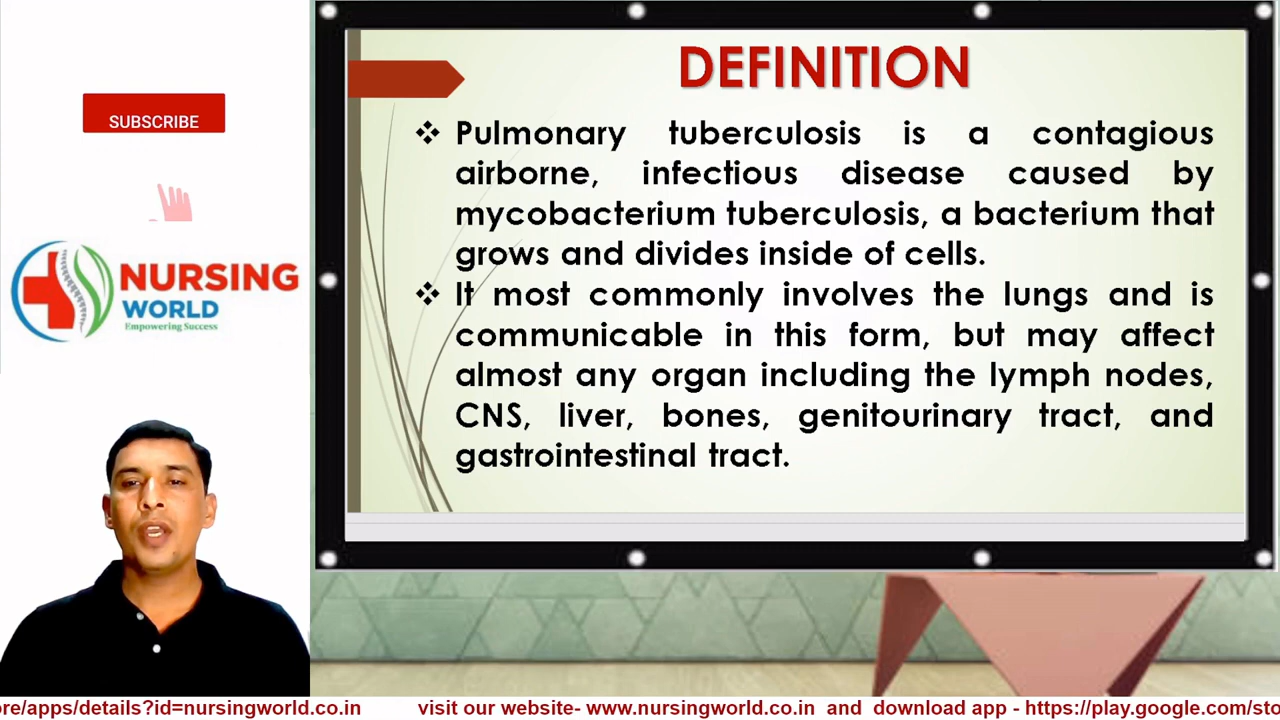 SUBSCRIBE
NURSING
WORLD
Empowering Success
DEFINITION
❖ Pulmonary tuberculosis is a contagious
airborne, infectious disease caused by
mycobacterium tuberculosis, a bacterium that
grows and divides inside of cells.
❖ It most commonly involves the lungs and is
communicable in this form, but may affect
almost any organ including the lymph nodes,
CNS, liver, bones, genitourinary tract, and
gastrointestinal tract.
ore/apps/details?id=nursingworld.co.in visit our website- www.nursingworld.co.in and download app - https://play.google.com/sto